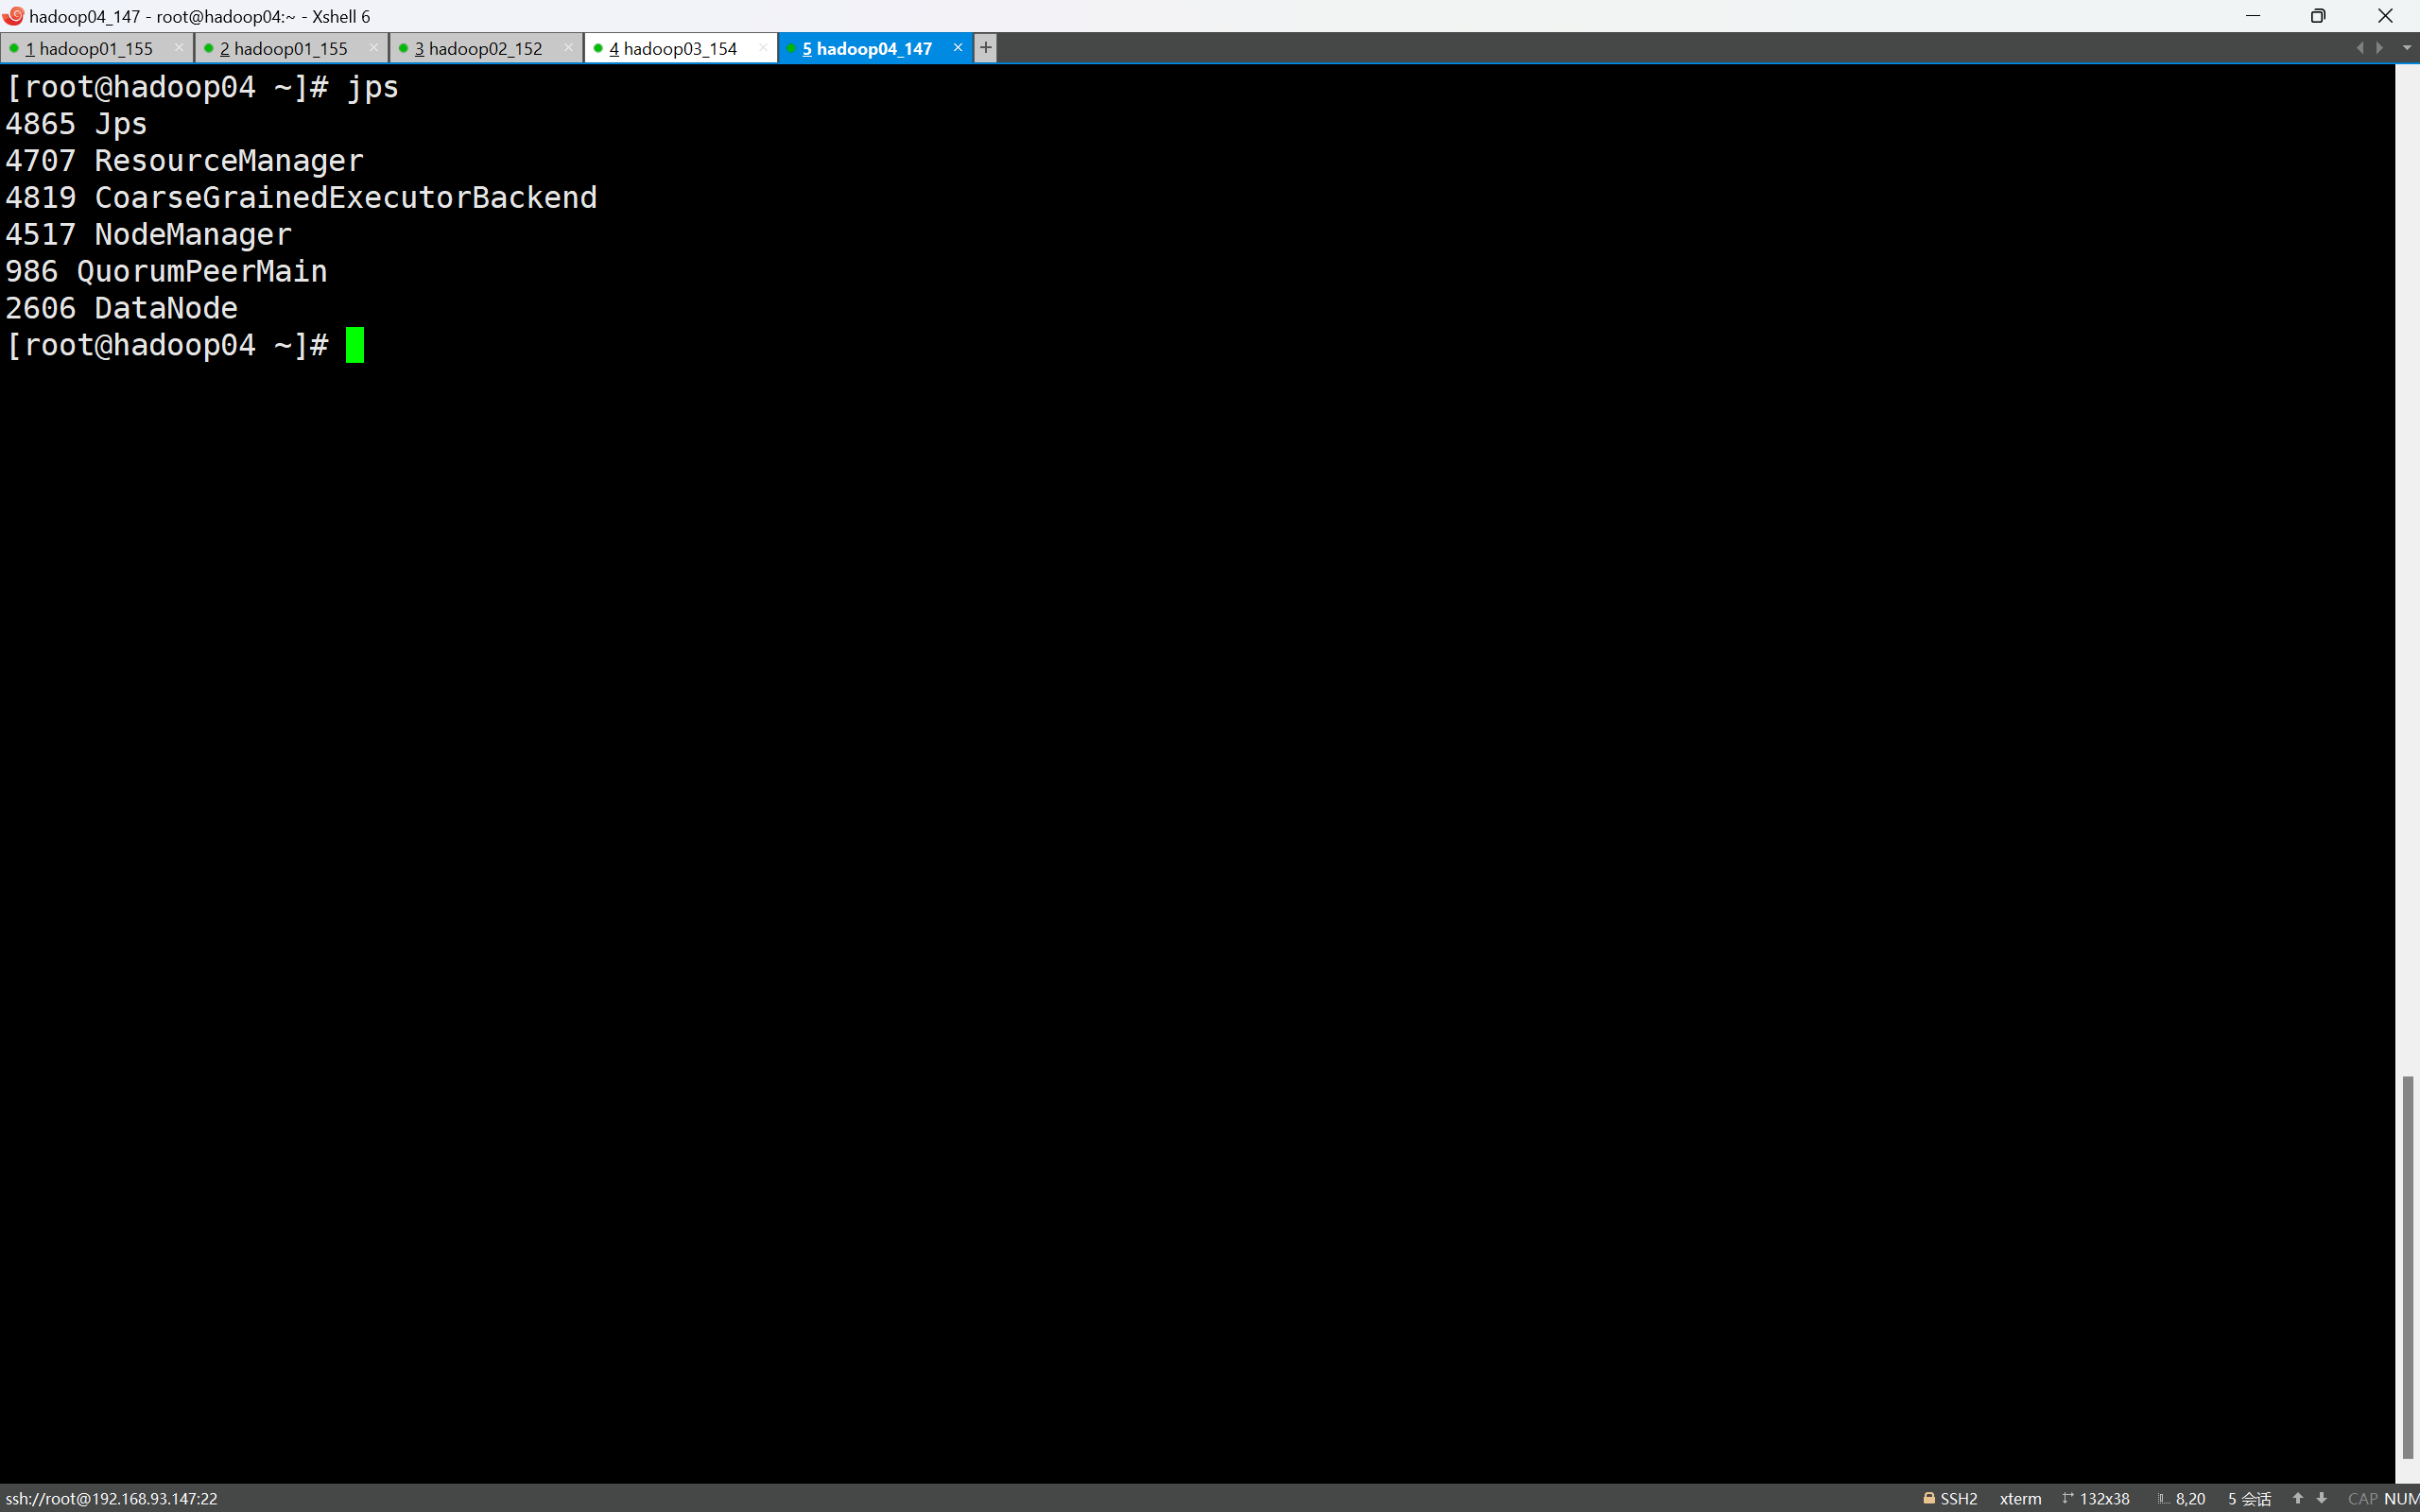 hadoop04_147 - root@hadoop04:~ - Xshell 6
1 hadoop01_155 2 hadoop01_155 3 hadoop02_152 4 hadoop03_154 5 hadoop04_147 +
[root@hadoop04 ~]# jps
4865 Jps
4707 ResourceManager
4819 CoarseGrainedExecutorBackend
4517 NodeManager
986 QuorumPeerMain
2606 DataNode
[root@hadoop04 ~]#
ssh://root@192.168.93.147:22 SSH2 xterm 132x38 8,20 5 会话 CAP NUM